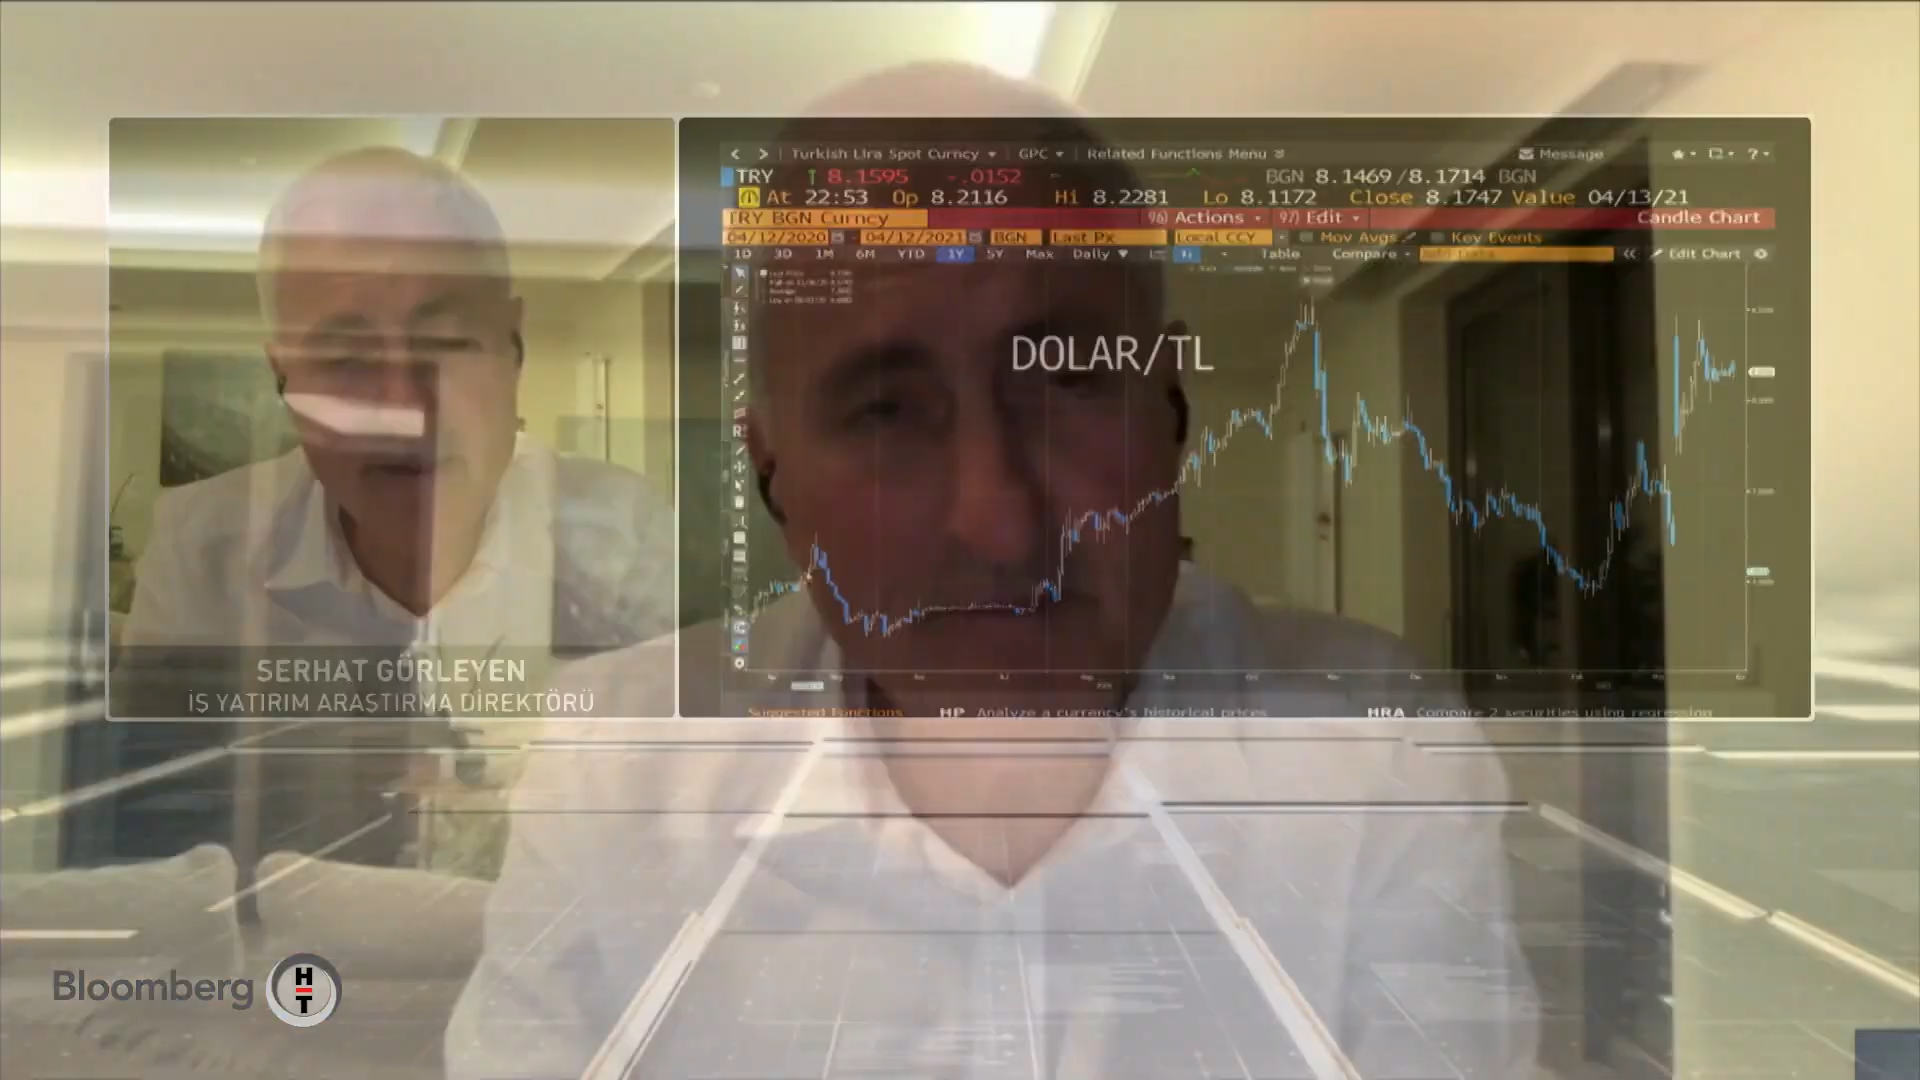 Turkish Lira Spot Curncy GPC Related Functions Menu Message ?
TRY 8.1595 -.0152 BGN 8.1469/8.1714 BGN
At 22:53 Op 8.2116 Hi 8.2281 Lo 8.1172 Close 8.1747 Value 04/13/21
TRY BGN Curncy 96) Actions 97) Edit Candle Chart
04/12/2020 - 04/12/2021 BGN Last Px Local CCY Mov Avgs Key Events
1D 3D 1M 6M YTD 1Y 5Y Max Daily Table Compare Edit Chart
DOLAR/TL
SERHAT GÜRLEYEN
İŞ YATIRIM ARAŞTIRMA DİREKTÖRÜ
Suggested Functions HP Analyze a currency's historical prices HRA Compare 2 securities using regression
Bloomberg HT